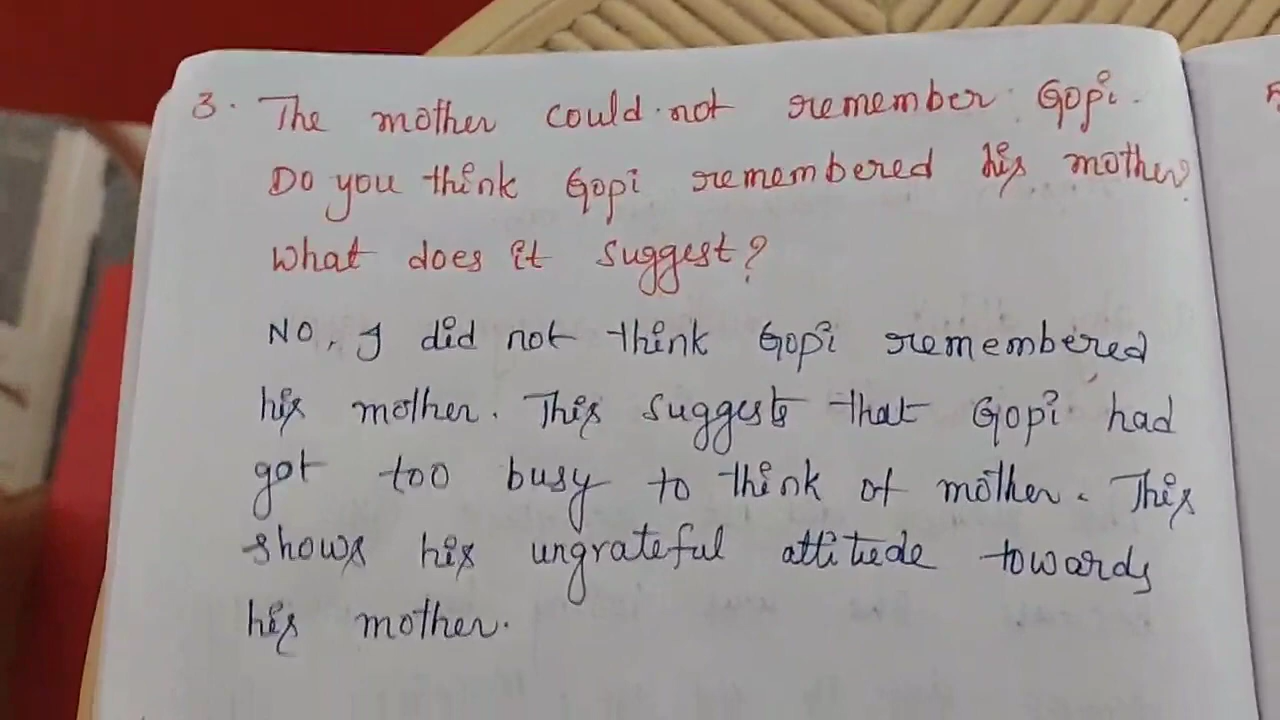 3. The mother could not remember Gopi.
Do you think Gopi remembered his mother?
What does it suggest?
No, I did not think Gopi remembered
his mother. This suggests that Gopi had
got too busy to think of mother. This
shows his ungrateful attitude towards
his mother.